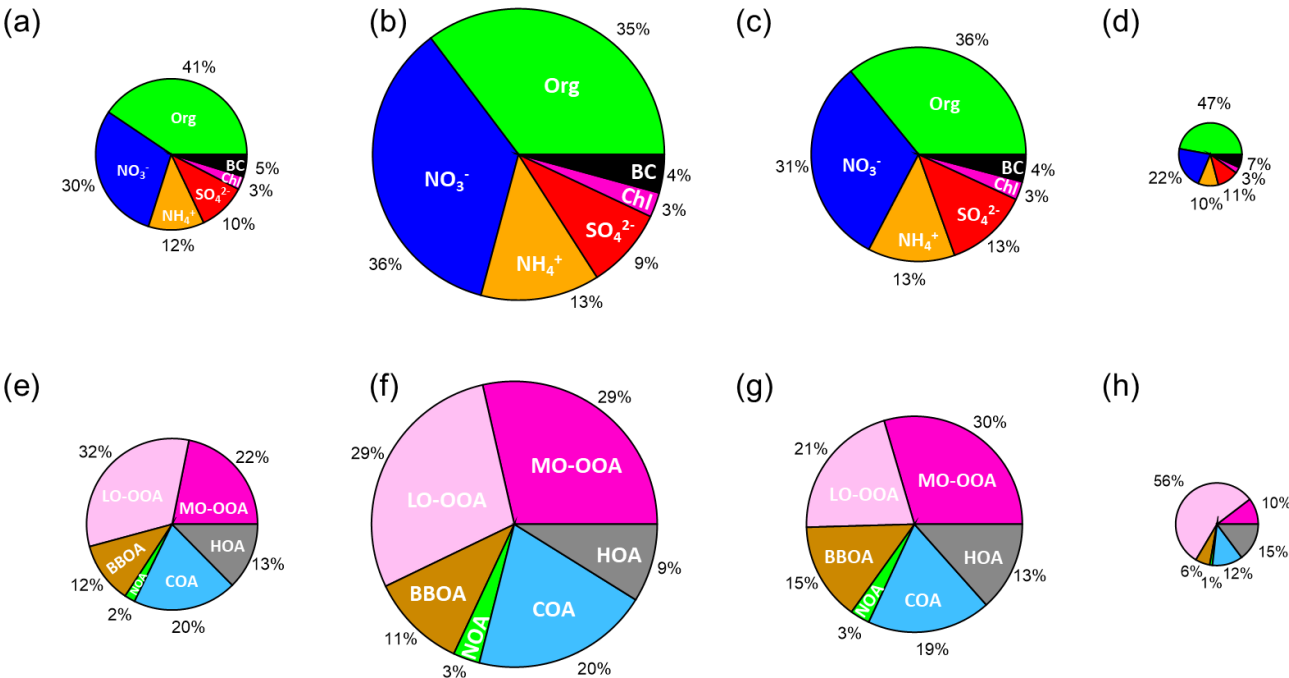 (a)
41%
Org
NO₃⁻
30%
NH₄⁺
12%
SO₄²⁻
10%
Chl
3%
BC
5%
(b)
35%
Org
NO₃⁻
36%
NH₄⁺
13%
SO₄²⁻
9%
Chl
3%
BC
4%
(c)
36%
Org
NO₃⁻
31%
NH₄⁺
13%
SO₄²⁻
13%
Chl
3%
BC
4%
(d)
47%
22%
10%
11%
3%
7%
(e)
32%
LO-OOA
22%
MO-OOA
BBOA
12%
NOA
2%
COA
20%
HOA
13%
(f)
29%
LO-OOA
29%
MO-OOA
BBOA
11%
NOA
3%
COA
20%
HOA
9%
(g)
21%
LO-OOA
30%
MO-OOA
BBOA
15%
NOA
3%
COA
19%
HOA
13%
(h)
56%
10%
6%
1%
12%
15%